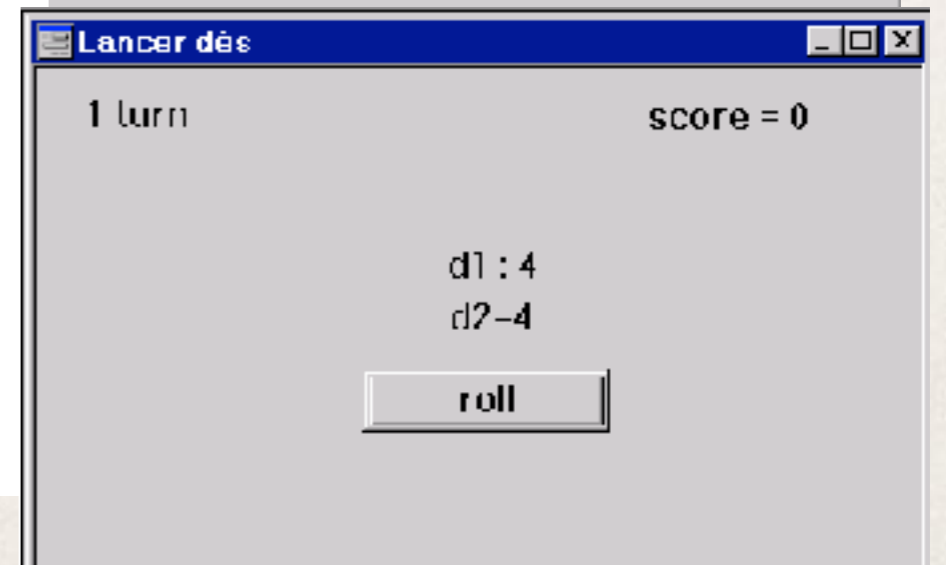 Lancer dés
1 turn
score = 0
d1 : 4
d2-4
roll